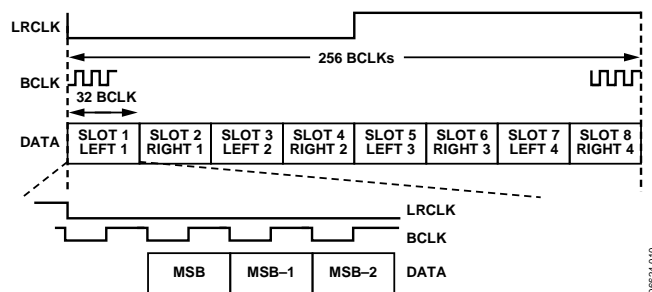 LRCLK
256 BCLKs
BCLK
32 BCLK
DATA
SLOT 1 LEFT 1
SLOT 2 RIGHT 1
SLOT 3 LEFT 2
SLOT 4 RIGHT 2
SLOT 5 LEFT 3
SLOT 6 RIGHT 3
SLOT 7 LEFT 4
SLOT 8 RIGHT 4
LRCLK
BCLK
MSB
MSB–1
MSB–2
DATA